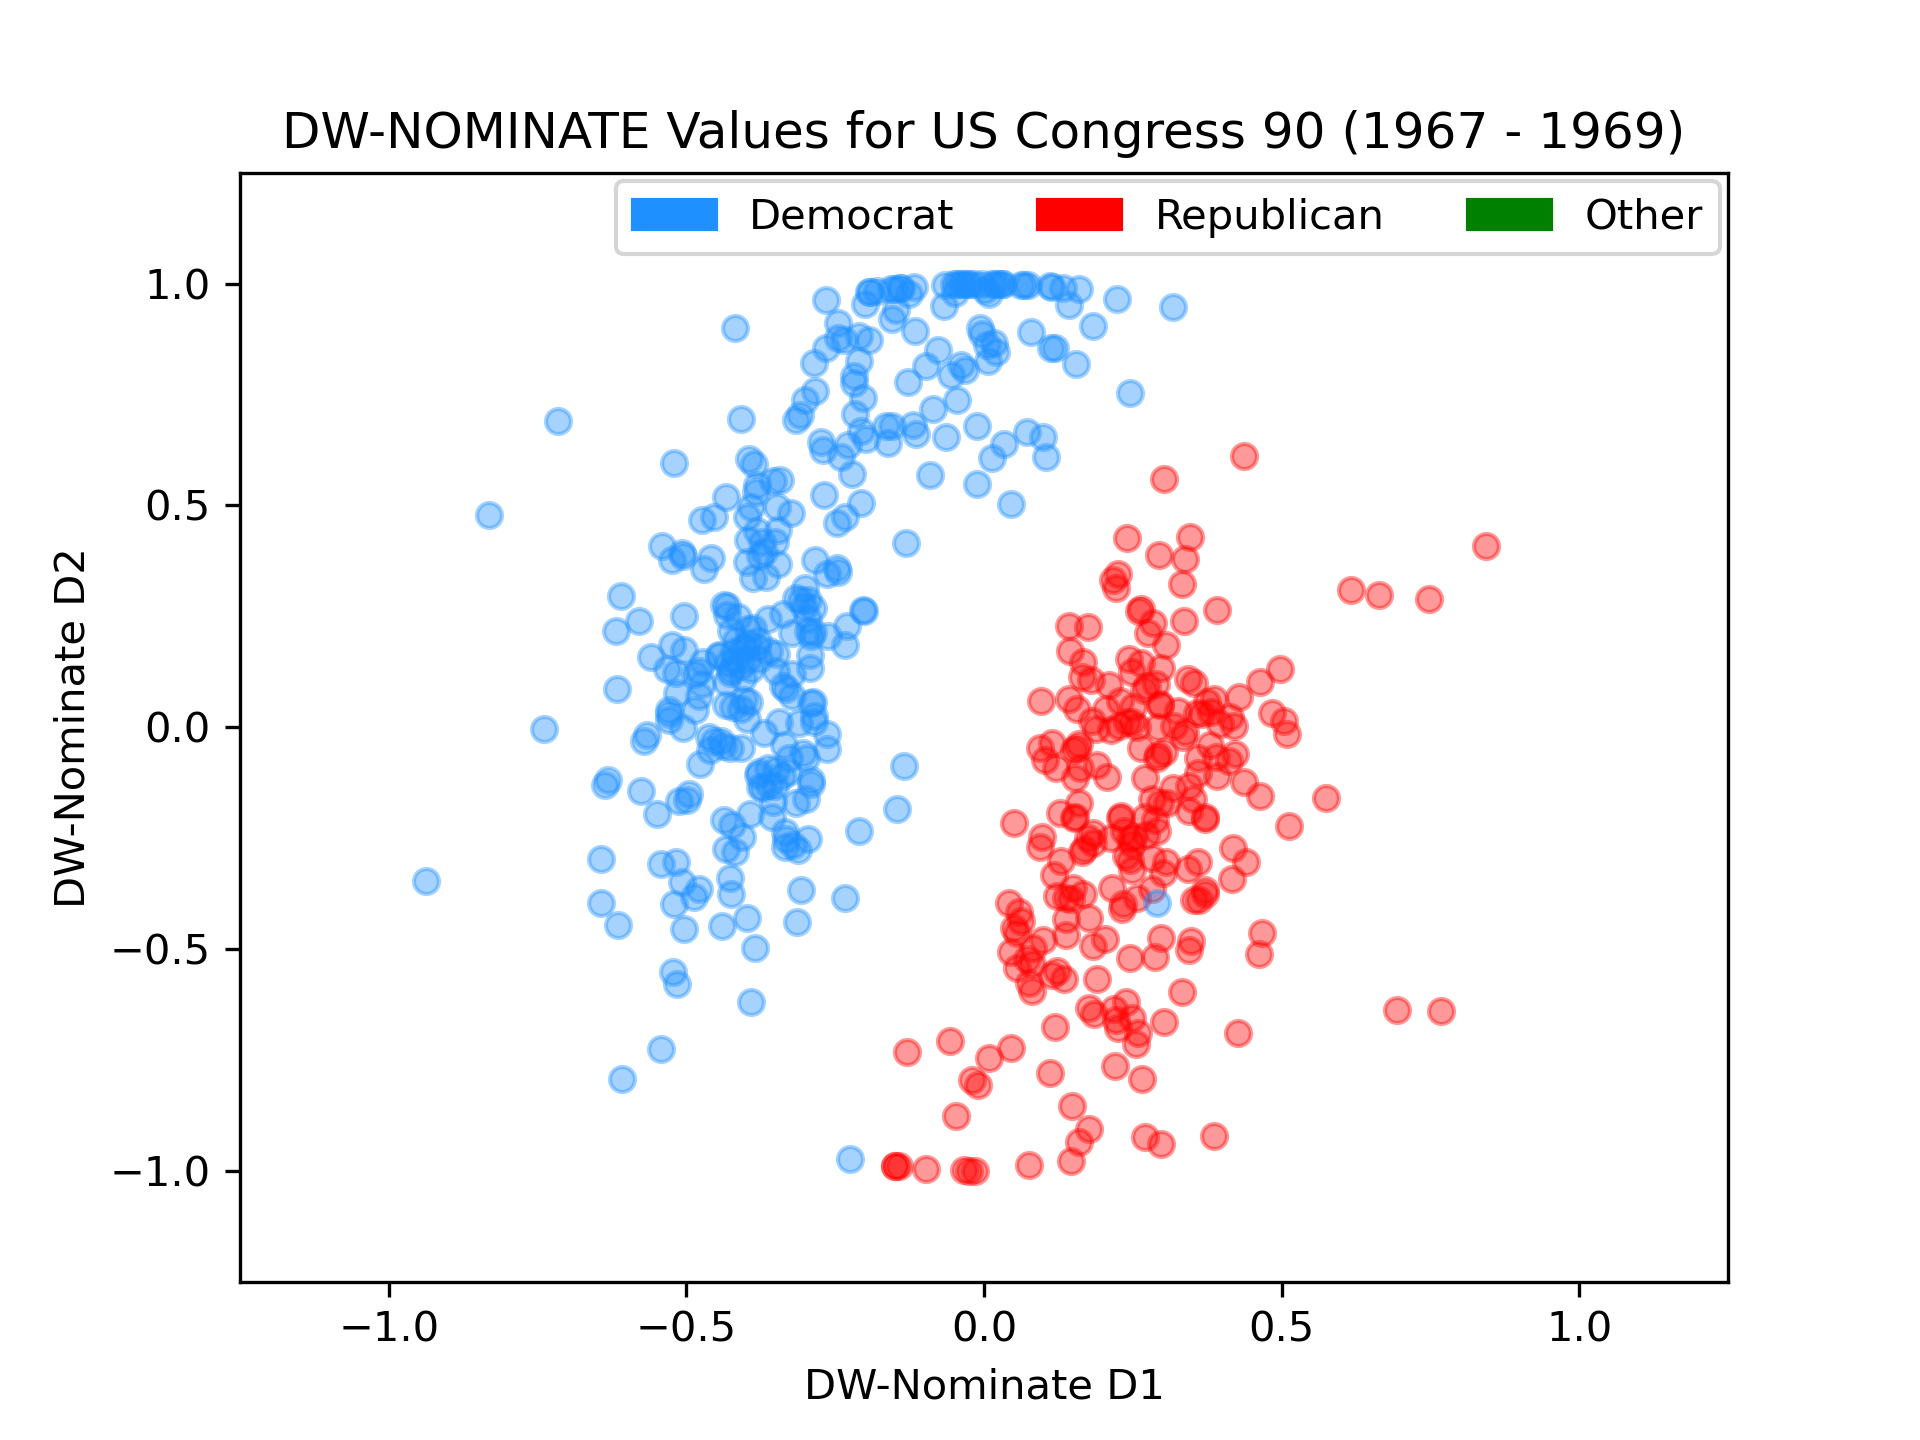 DW-NOMINATE Values for US Congress 90 (1967 - 1969)
Democrat Republican Other
1.0
0.5
0.0
−0.5
−1.0
DW-Nominate D2
−1.0 −0.5 0.0 0.5 1.0
DW-Nominate D1